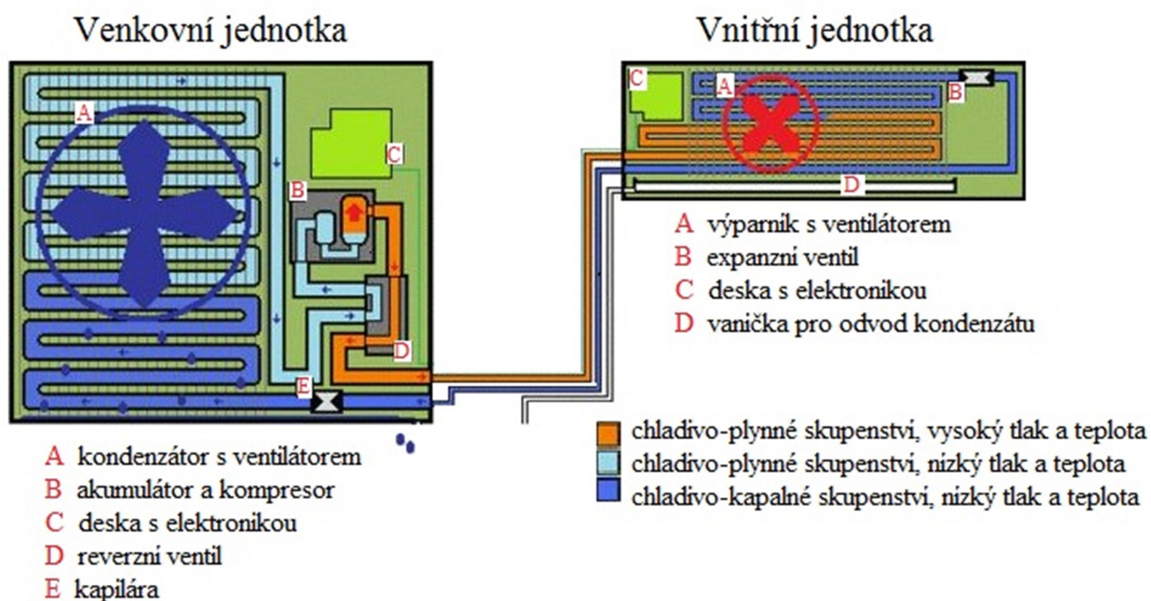 Venkovní jednotka
Vnitřní jednotka
A
C
B
D
E
C
A
B
D
A výparník s ventilátorem
B expanzní ventil
C deska s elektronikou
D vanička pro odvod kondenzátu
A kondenzátor s ventilátorem
B akumulátor a kompresor
C deska s elektronikou
D reverzní ventil
E kapilára
chladivo-plynné skupenství, vysoký tlak a teplota
chladivo-plynné skupenství, nízký tlak a teplota
chladivo-kapalné skupenství, nízký tlak a teplota